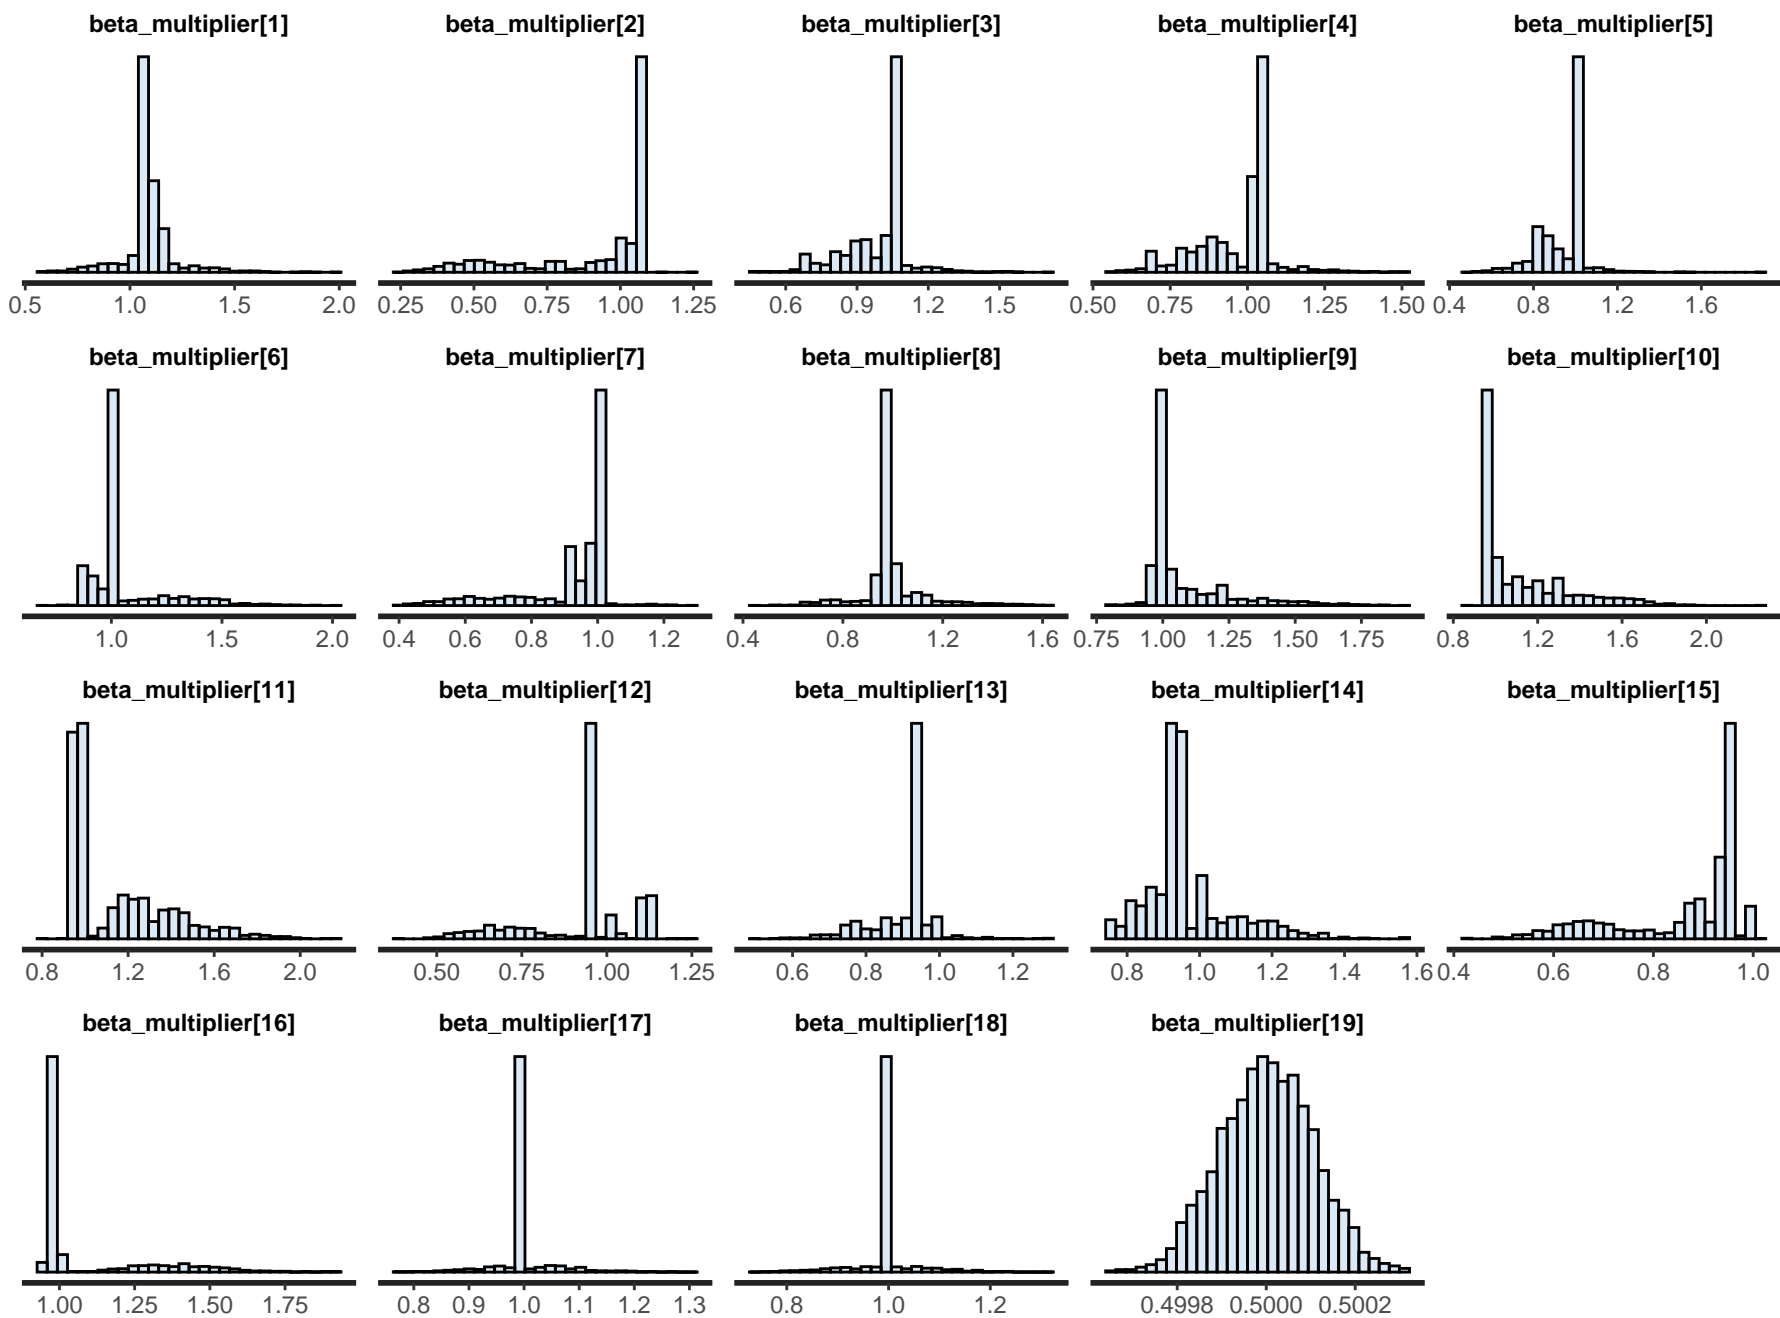 beta_multiplier[1] beta_multiplier[2] beta_multiplier[3] beta_multiplier[4] beta_multiplier[5]
0.5 1.0 1.5 2.0 0.25 0.50 0.75 1.00 1.25 0.6 0.9 1.2 1.5 0.50 0.75 1.00 1.25 1.50 0.4 0.8 1.2 1.6
beta_multiplier[6] beta_multiplier[7] beta_multiplier[8] beta_multiplier[9] beta_multiplier[10]
1.0 1.5 2.0 0.4 0.6 0.8 1.0 1.2 0.4 0.8 1.2 1.6 0.75 1.00 1.25 1.50 1.75 0.8 1.2 1.6 2.0
beta_multiplier[11] beta_multiplier[12] beta_multiplier[13] beta_multiplier[14] beta_multiplier[15]
0.8 1.2 1.6 2.0 0.50 0.75 1.00 1.25 0.6 0.8 1.0 1.2 0.8 1.0 1.2 1.4 1.6 0.4 0.6 0.8 1.0
beta_multiplier[16] beta_multiplier[17] beta_multiplier[18] beta_multiplier[19]
1.00 1.25 1.50 1.75 0.8 0.9 1.0 1.1 1.2 1.3 0.8 1.0 1.2 0.4998 0.5000 0.5002